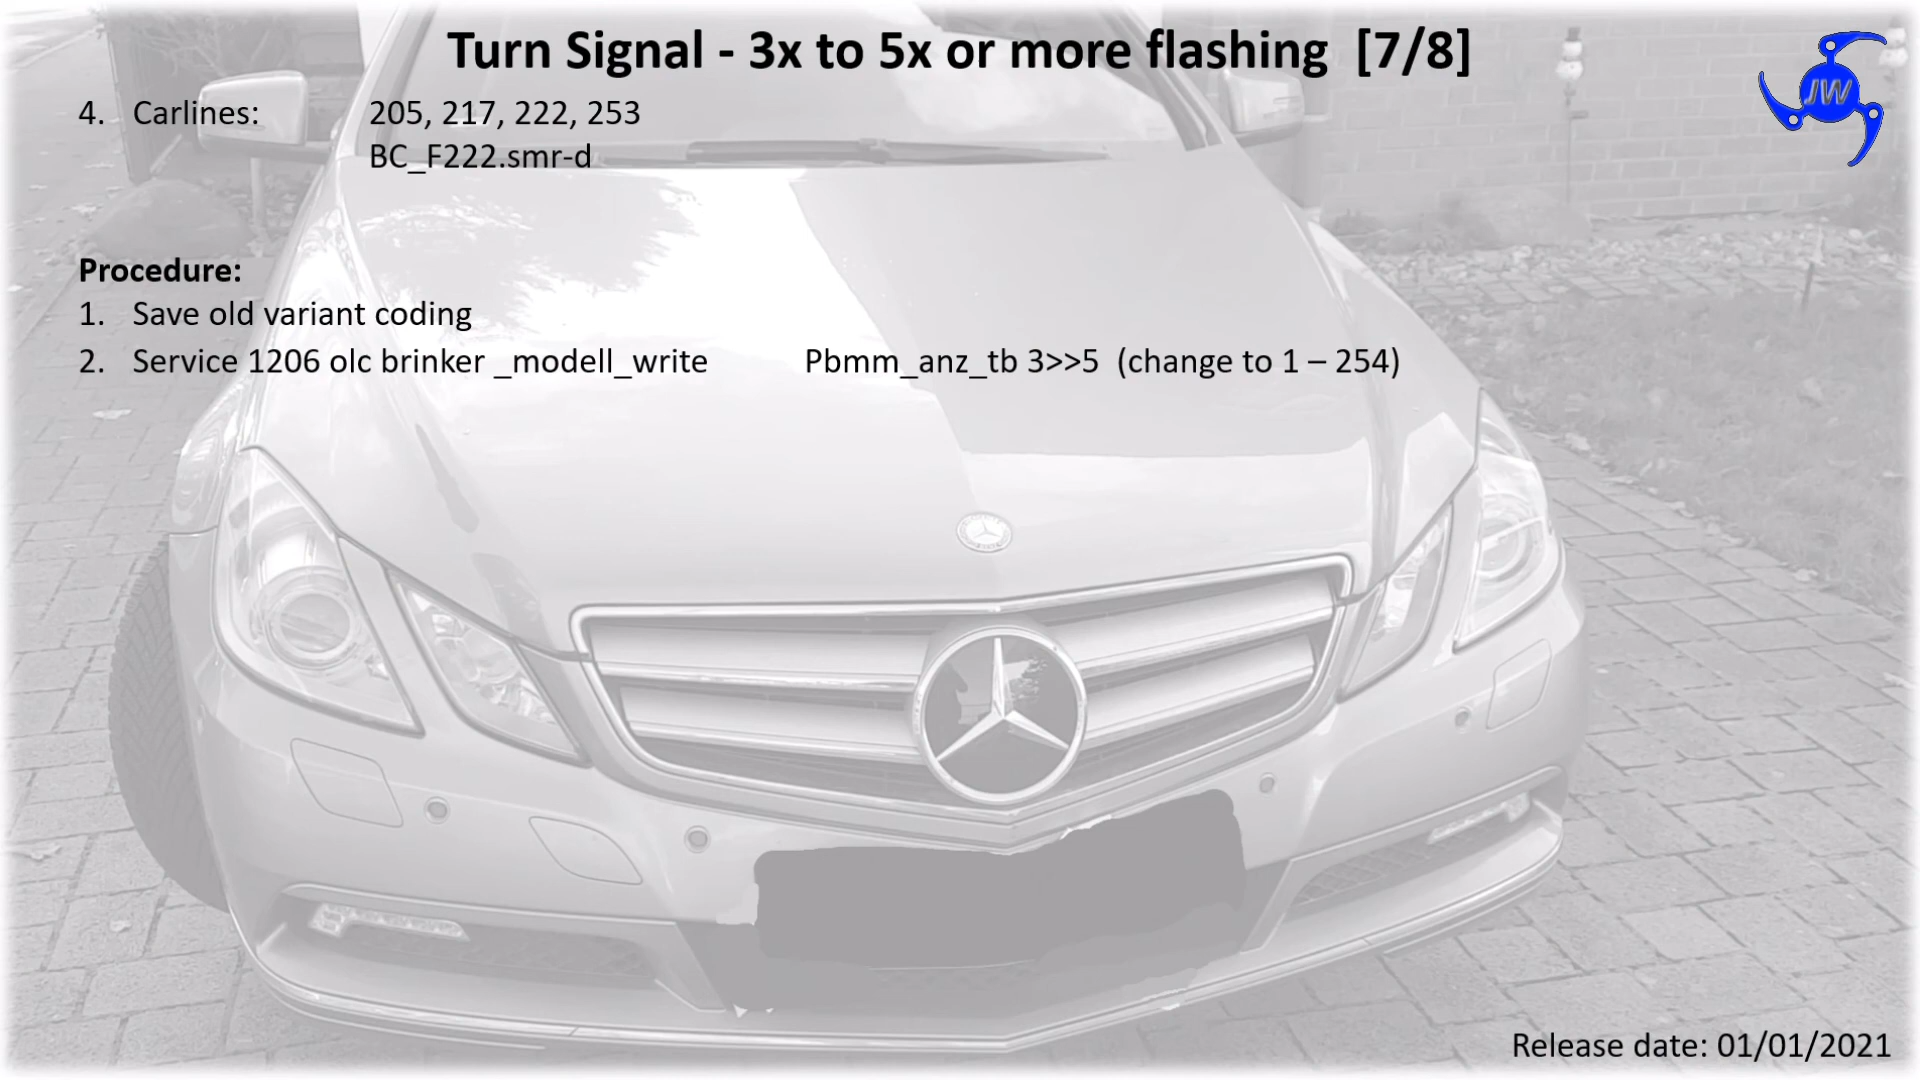 Turn Signal - 3x to 5x or more flashing [7/8]
JW
4. Carlines: 205, 217, 222, 253
BC_F222.smr-d
Procedure:
1. Save old variant coding
2. Service 1206 olc brinker _modell_write Pbmm_anz_tb 3>>5 (change to 1 – 254)
Release date: 01/01/2021